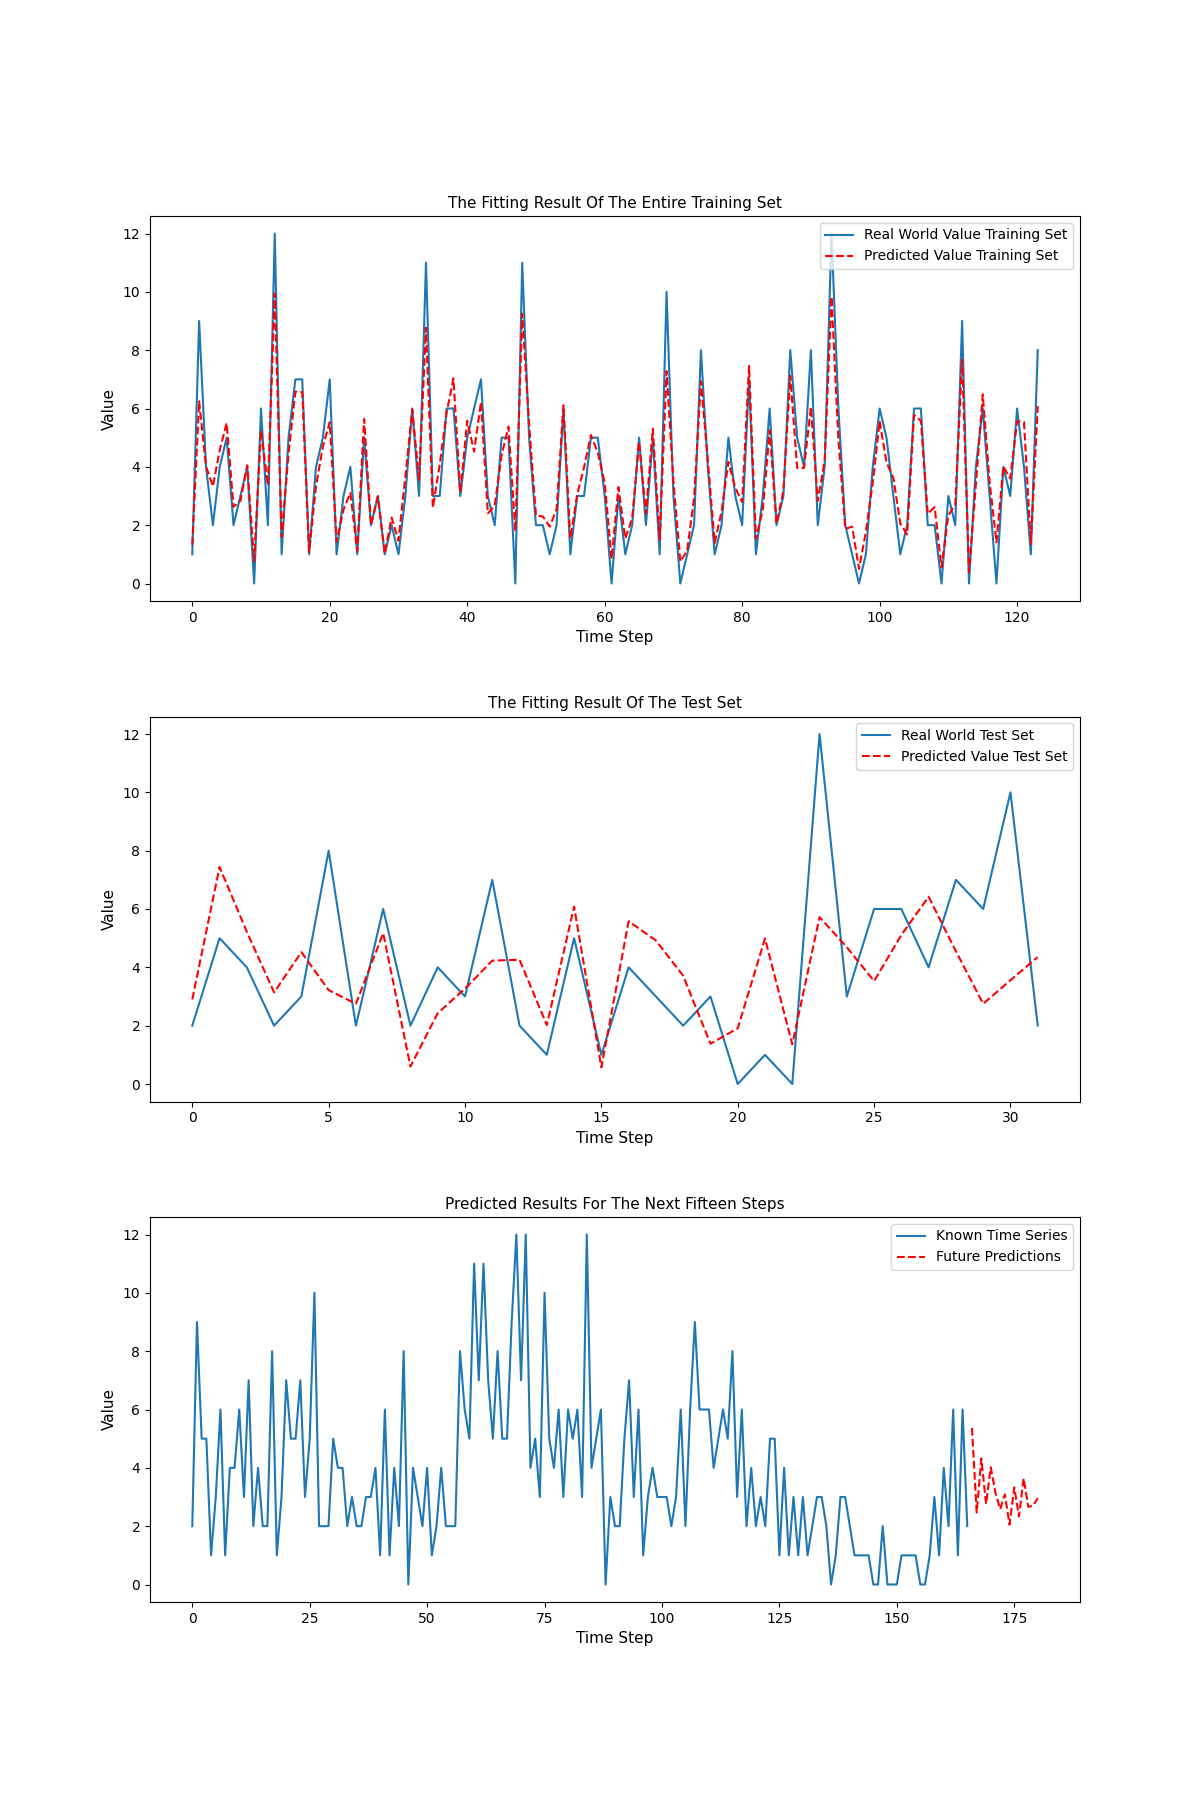 The Fitting Result Of The Entire Training Set
12
10
8
6
4
2
0
Value
Real World Value Training Set
Predicted Value Training Set
0 20 40 60 80 100 120
Time Step
The Fitting Result Of The Test Set
12
10
8
6
4
2
0
Value
Real World Test Set
Predicted Value Test Set
0 5 10 15 20 25 30
Time Step
Predicted Results For The Next Fifteen Steps
12
10
8
6
4
2
0
Value
Known Time Series
Future Predictions
0 25 50 75 100 125 150 175
Time Step